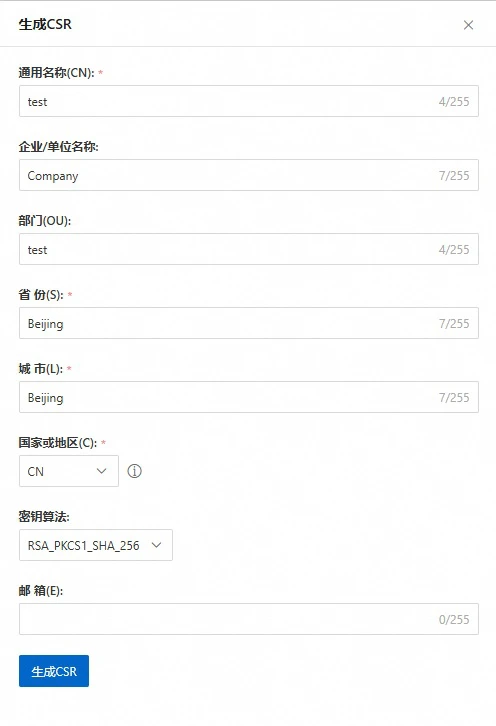 生成CSR
通用名称(CN): *
test 4/255
企业/单位名称:
Company 7/255
部门(OU):
test 4/255
省 份(S): *
Beijing 7/255
城 市(L): *
Beijing 7/255
国家或地区(C): *
CN
密钥算法:
RSA_PKCS1_SHA_256
邮 箱(E):
0/255
生成CSR